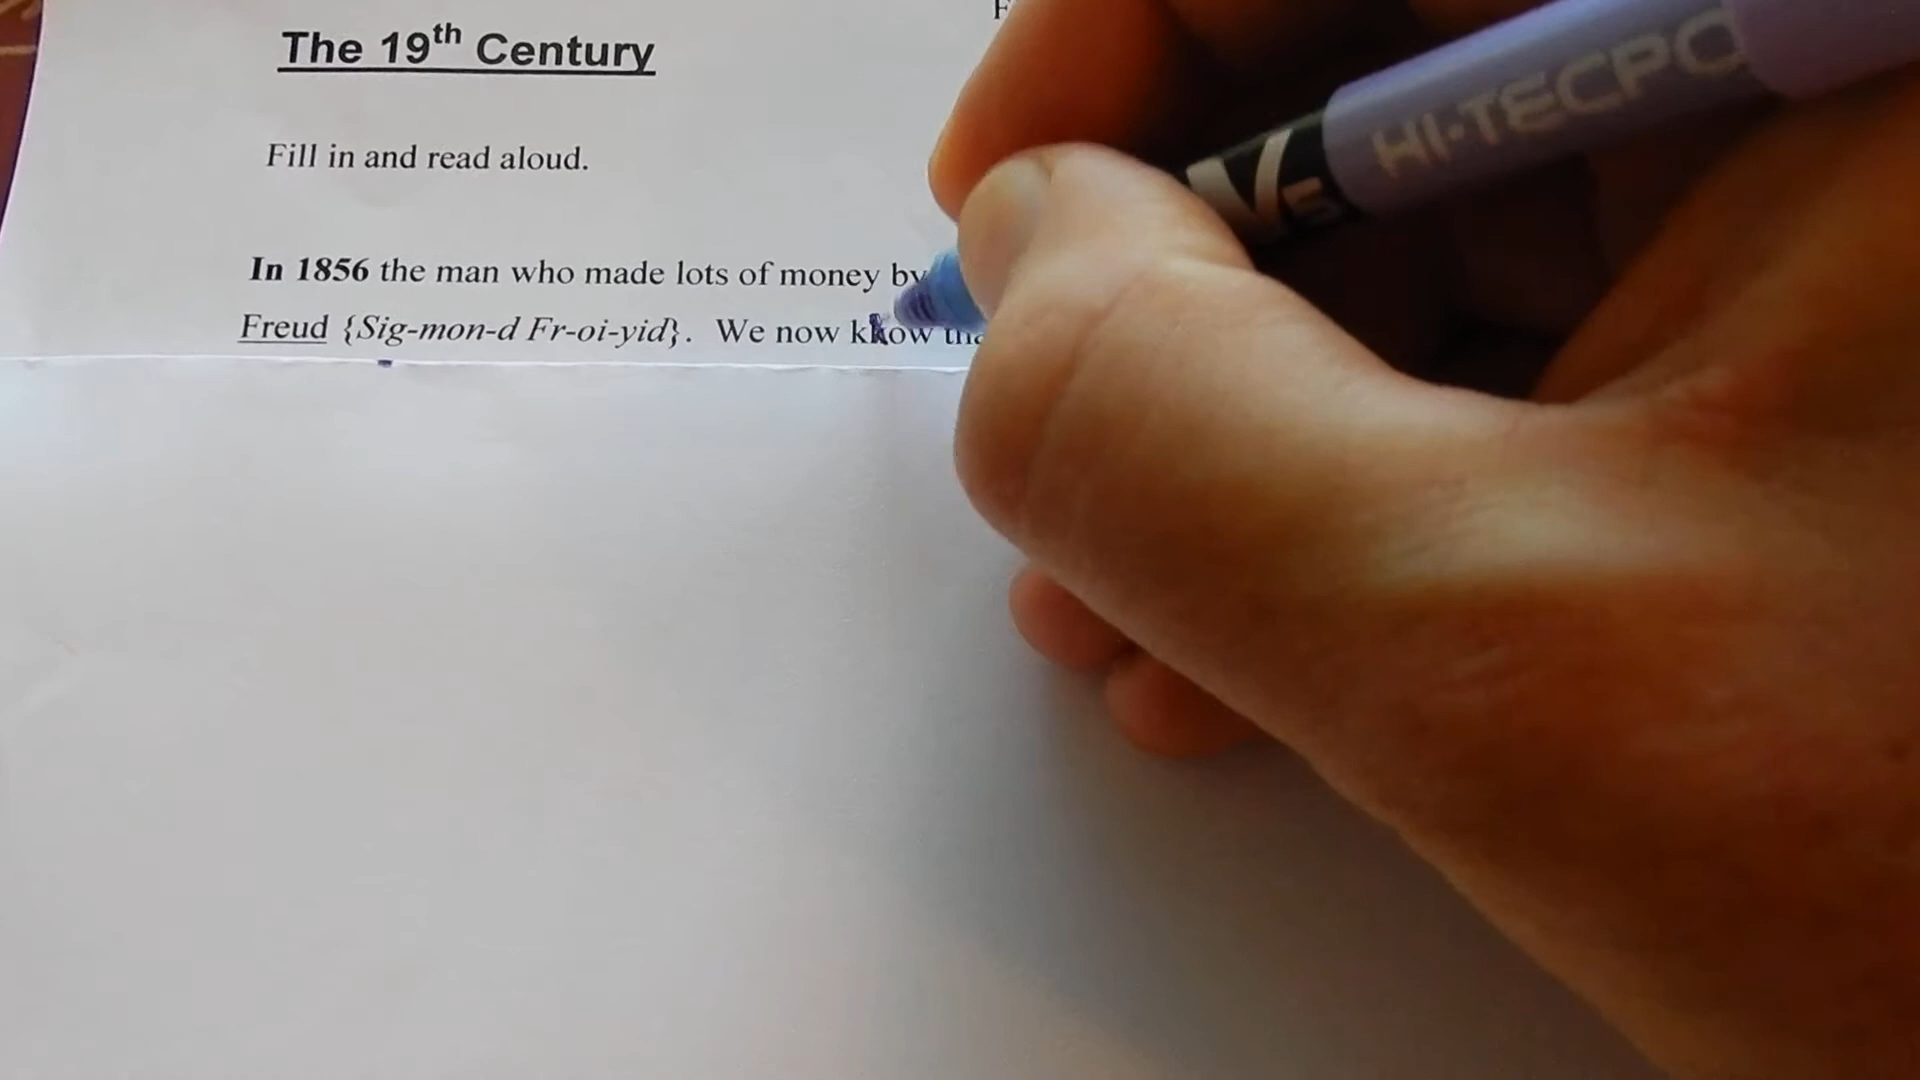 The 19th Century
Fill in and read aloud.
In 1856 the man who made lots of money by
Freud {Sig-mon-d Fr-oi-yid}. We now know
V5 HI-TECPO